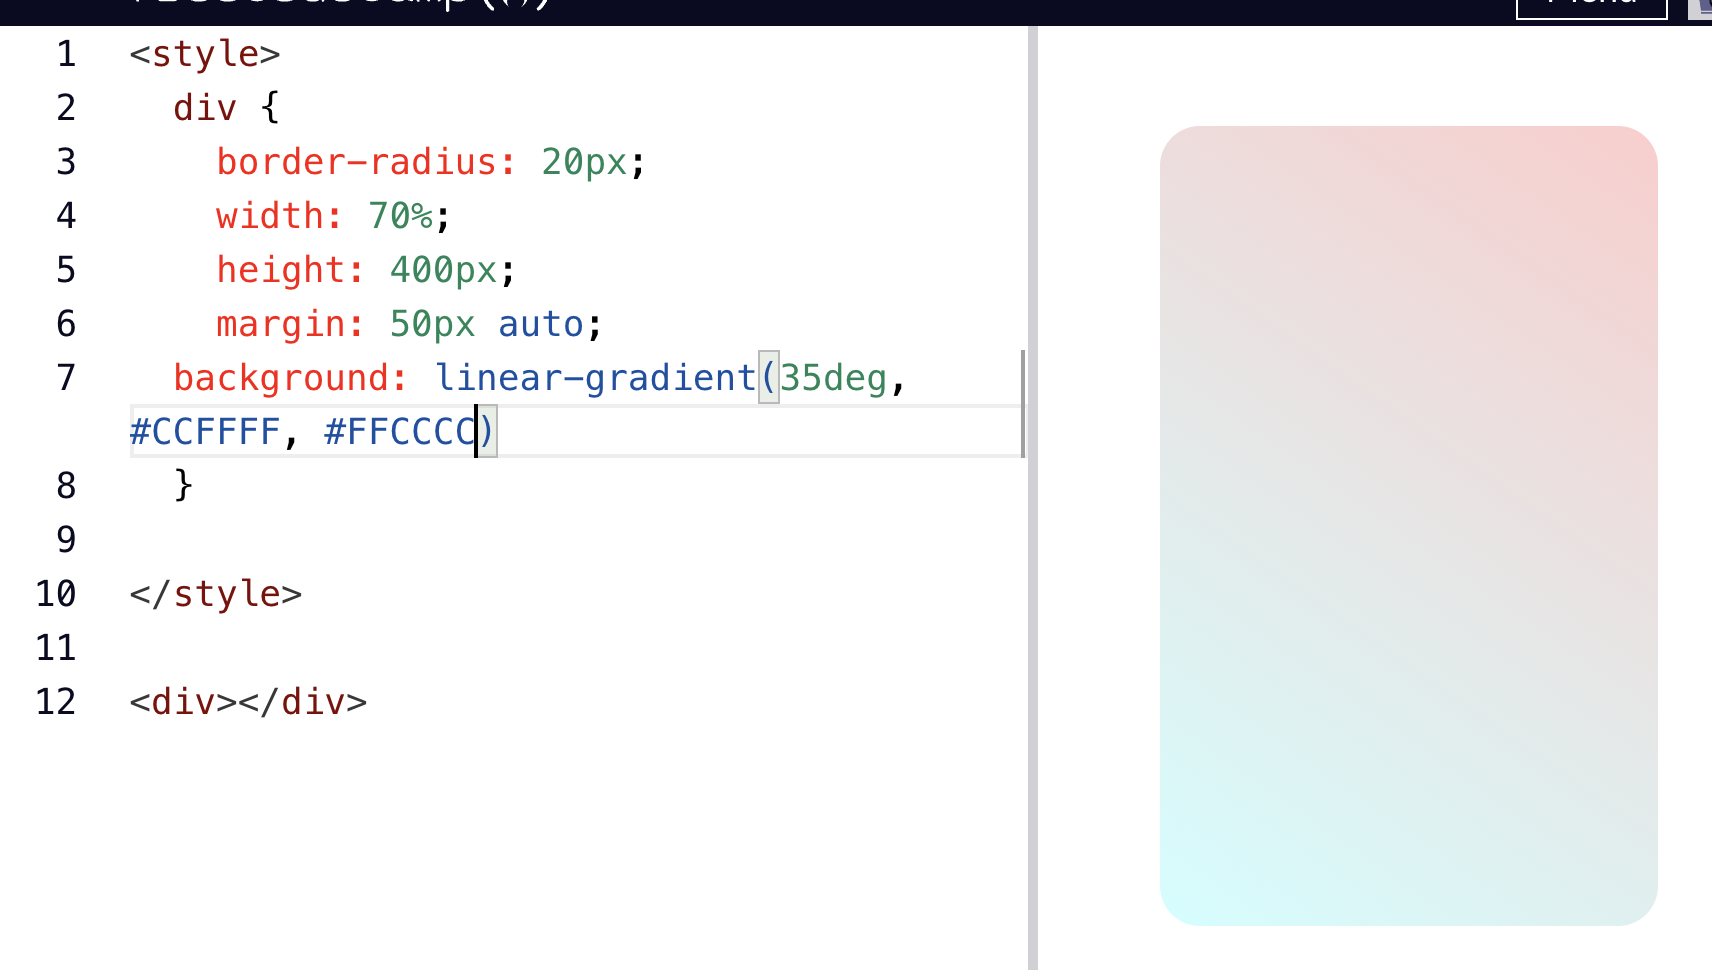 1 <style>
2 div {
3 border-radius: 20px;
4 width: 70%;
5 height: 400px;
6 margin: 50px auto;
7 background: linear-gradient(35deg,
#CCFFFF, #FFCCCC)
8 }
9
10 </style>
11
12 <div></div>